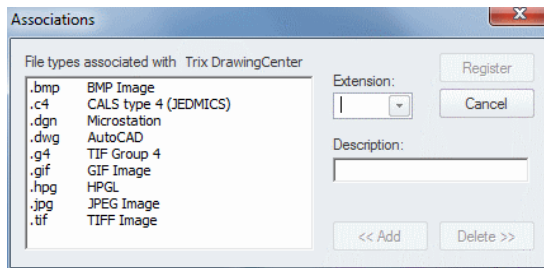 Associations
File types associated with Trix DrawingCenter
.bmp BMP Image
.c4 CALS type 4 (JEDMICS)
.dgn Microstation
.dwg AutoCAD
.g4 TIF Group 4
.gif GIF Image
.hpg HPGL
.jpg JPEG Image
.tif TIFF Image
Extension:
Description:
Register
Cancel
<< Add
Delete >>